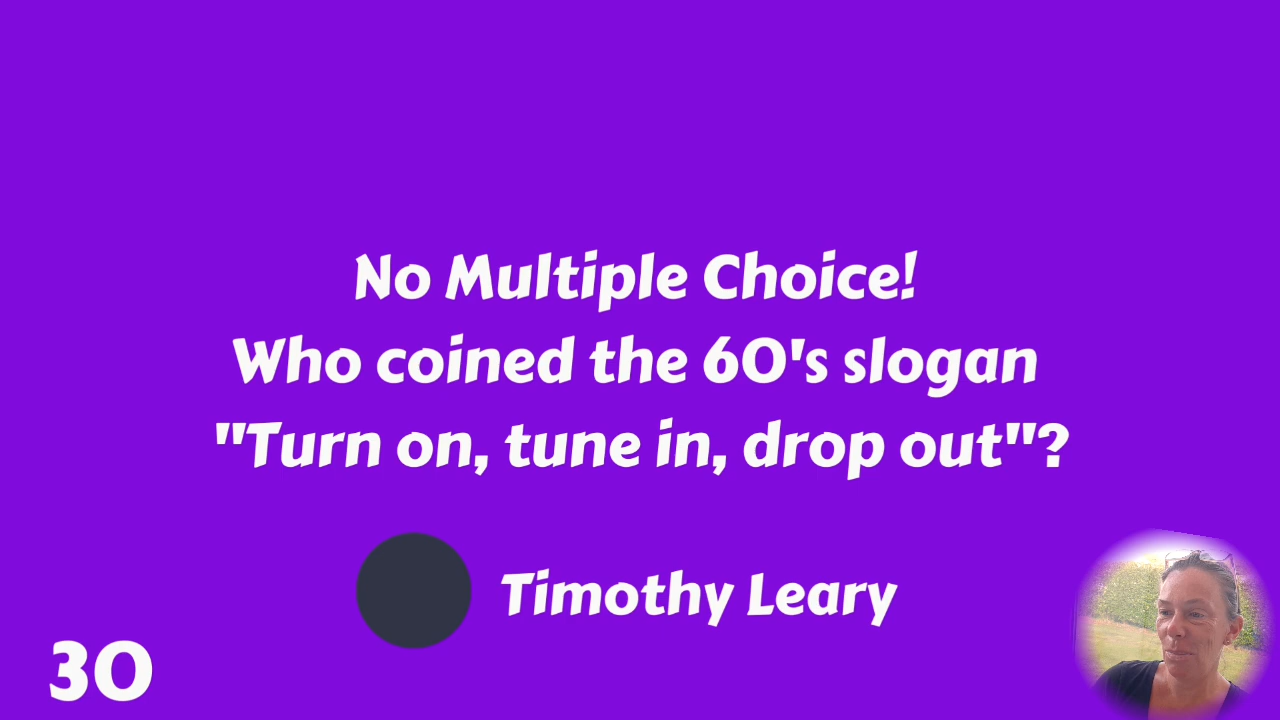 No Multiple Choice!
Who coined the 60's slogan
"Turn on, tune in, drop out"?
Timothy Leary
30